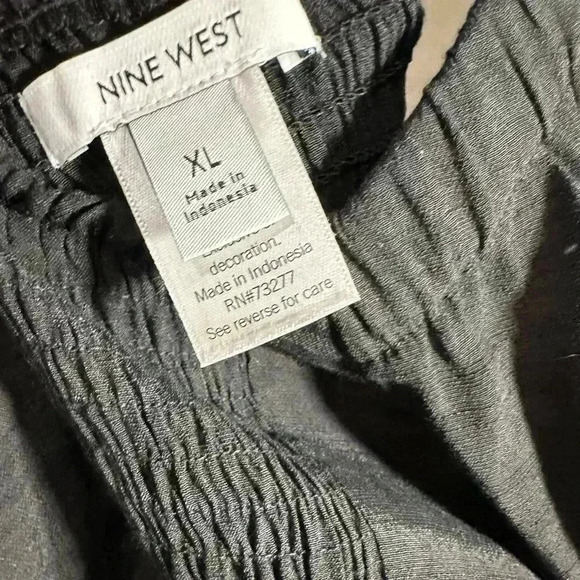 NINE WEST
XL
Made in
Indonesia
decoration.
Made in Indonesia
RN#73277
See reverse for care